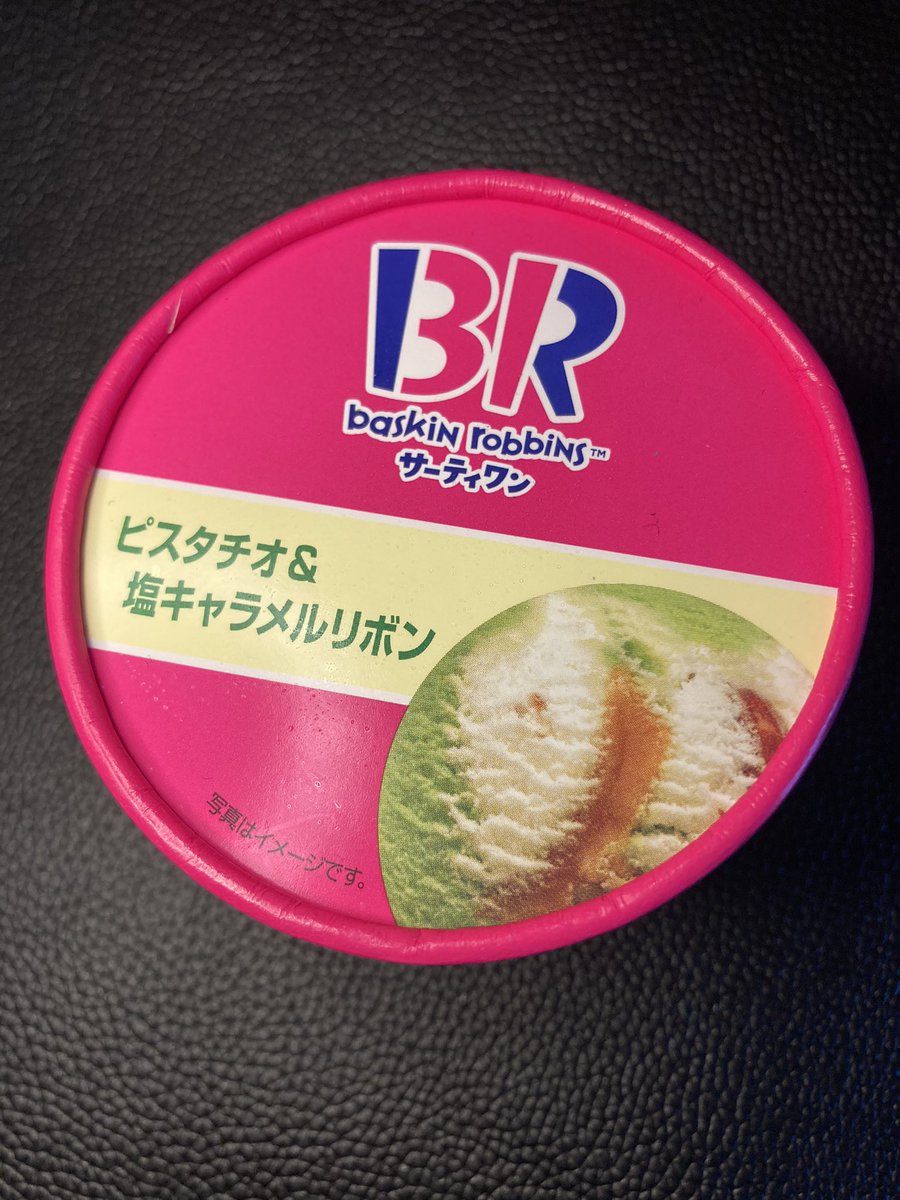 BR
baskin robbins™
サーティワン
ピスタチオ&
塩キャラメルリボン
写真はイメージです。